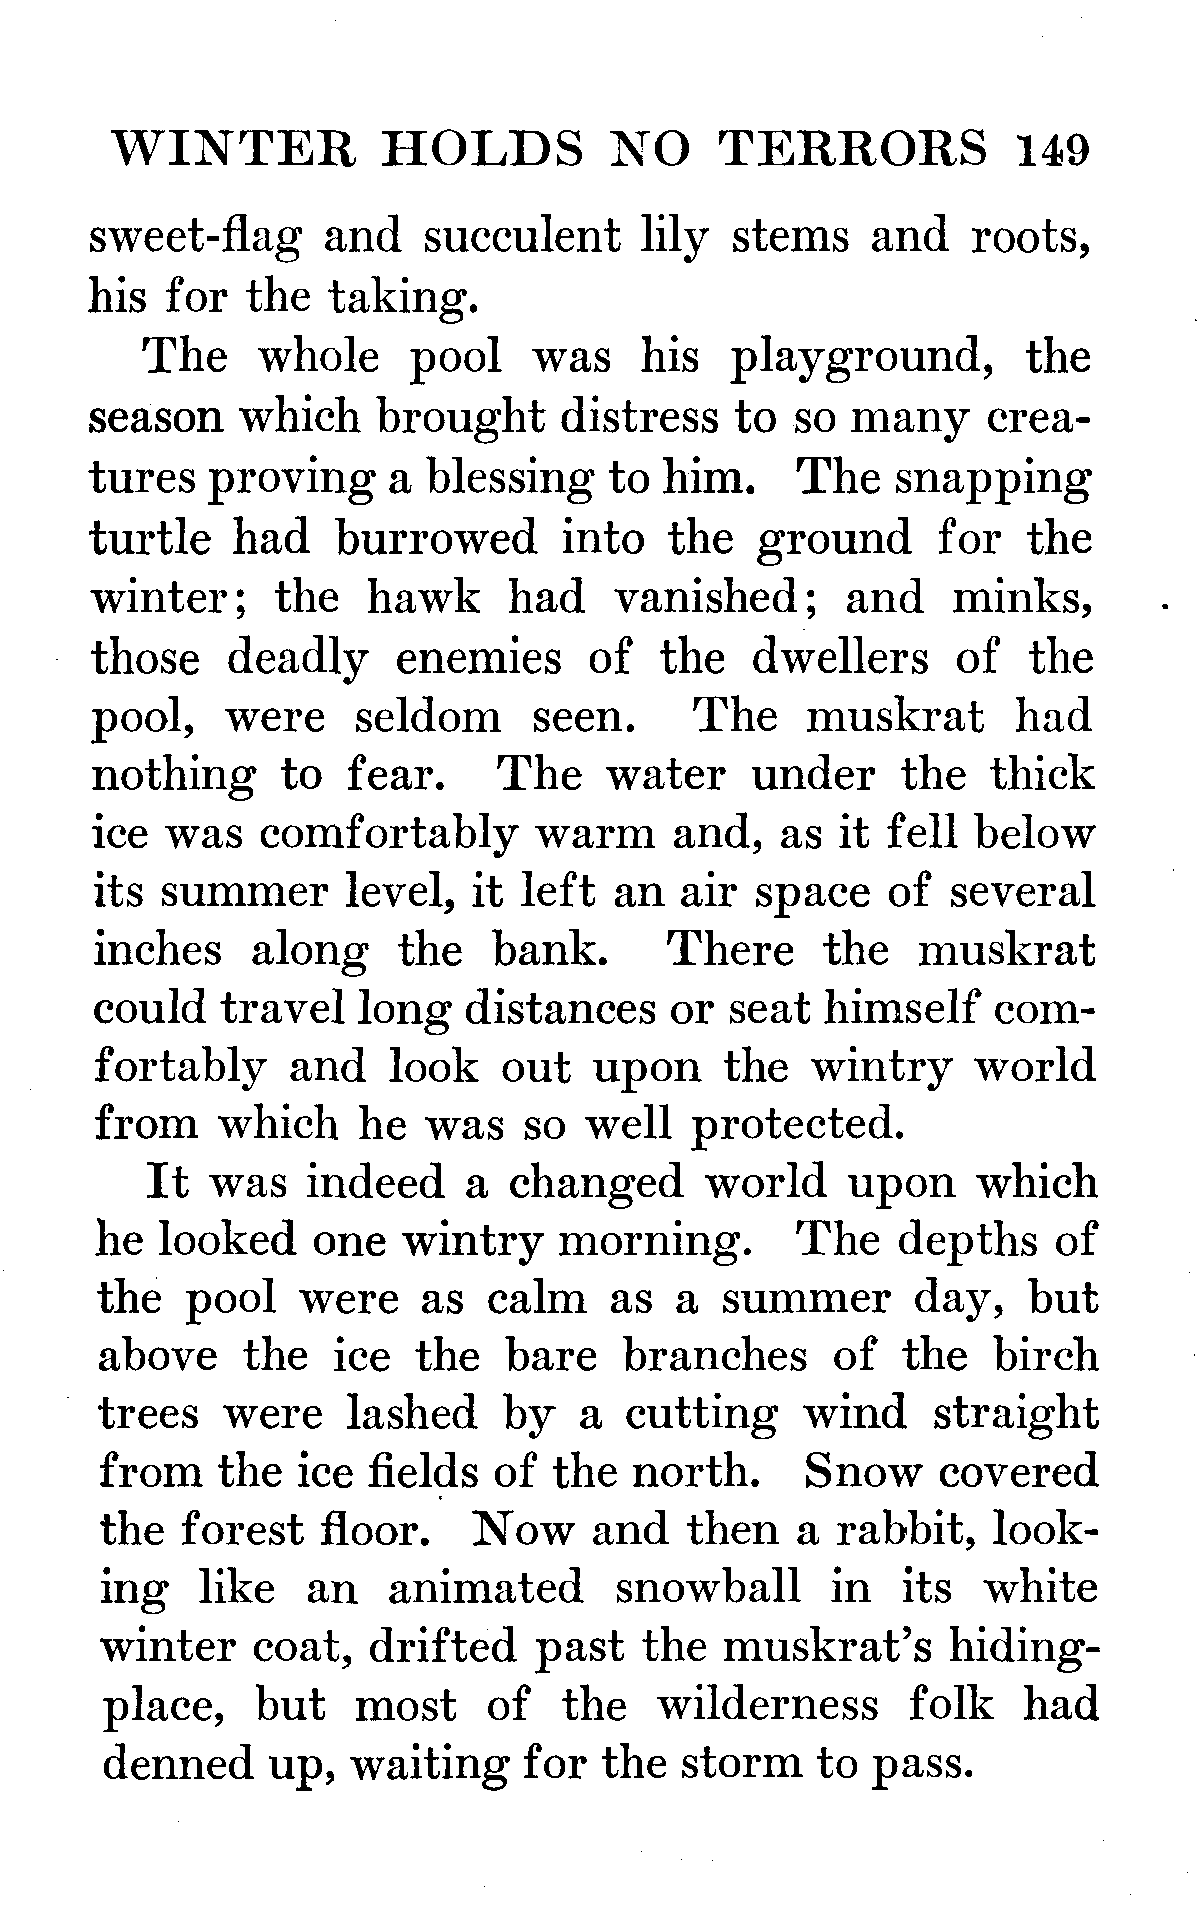 WINTER HOLDS NO TERRORS 149
sweet-flag and succulent lily stems and roots,
his for the taking.
The whole pool was his playground, the
season which brought distress to so many crea-
tures proving a blessing to him. The snapping
turtle had burrowed into the ground for the
winter; the hawk had vanished; and minks,
those deadly enemies of the dwellers of the
pool, were seldom seen. The muskrat had
nothing to fear. The water under the thick
ice was comfortably warm and, as it fell below
its summer level, it left an air space of several
inches along the bank. There the muskrat
could travel long distances or seat himself com-
fortably and look out upon the wintry world
from which he was so well protected.
It was indeed a changed world upon which
he looked one wintry morning. The depths of
the pool were as calm as a summer day, but
above the ice the bare branches of the birch
trees were lashed by a cutting wind straight
from the ice fields of the north. Snow covered
the forest floor. Now and then a rabbit, look-
ing like an animated snowball in its white
winter coat, drifted past the muskrat's hiding-
place, but most of the wilderness folk had
denned up, waiting for the storm to pass.